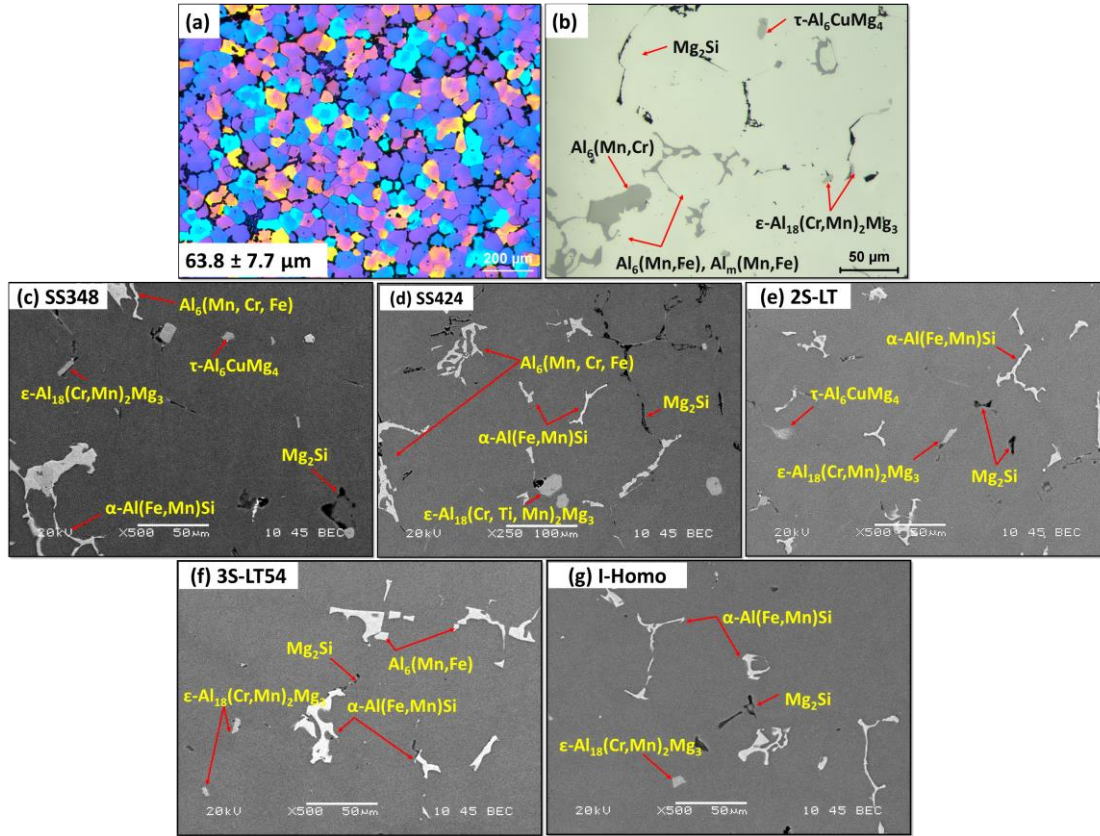 (a)
63.8 ± 7.7 μm
200 μm
(b)
τ-Al₆CuMg₄
Mg₂Si
Al₆(Mn,Cr)
ε-Al₁₈(Cr,Mn)₂Mg₃
Al₆(Mn,Fe), Alₘ(Mn,Fe)
50 μm
(c) SS348
Al₆(Mn, Cr, Fe)
τ-Al₆CuMg₄
ε-Al₁₈(Cr,Mn)₂Mg₃
Mg₂Si
α-Al(Fe,Mn)Si
20kV X500 50μm 10 45 BEC
(d) SS424
Al₆(Mn, Cr, Fe)
Mg₂Si
α-Al(Fe,Mn)Si
ε-Al₁₈(Cr, Ti, Mn)₂Mg₃
20kV X250 100μm 10 45 BEC
(e) 2S-LT
α-Al(Fe,Mn)Si
τ-Al₆CuMg₄
ε-Al₁₈(Cr,Mn)₂Mg₃
Mg₂Si
20kV X500 50μm 10 45 BEC
(f) 3S-LT54
Mg₂Si
Al₆(Mn,Fe)
ε-Al₁₈(Cr,Mn)₂Mg₃
α-Al(Fe,Mn)Si
20kV X500 50μm 10 45 BEC
(g) I-Homo
α-Al(Fe,Mn)Si
Mg₂Si
ε-Al₁₈(Cr,Mn)₂Mg₃
20kV X500 50μm 10 45 BEC